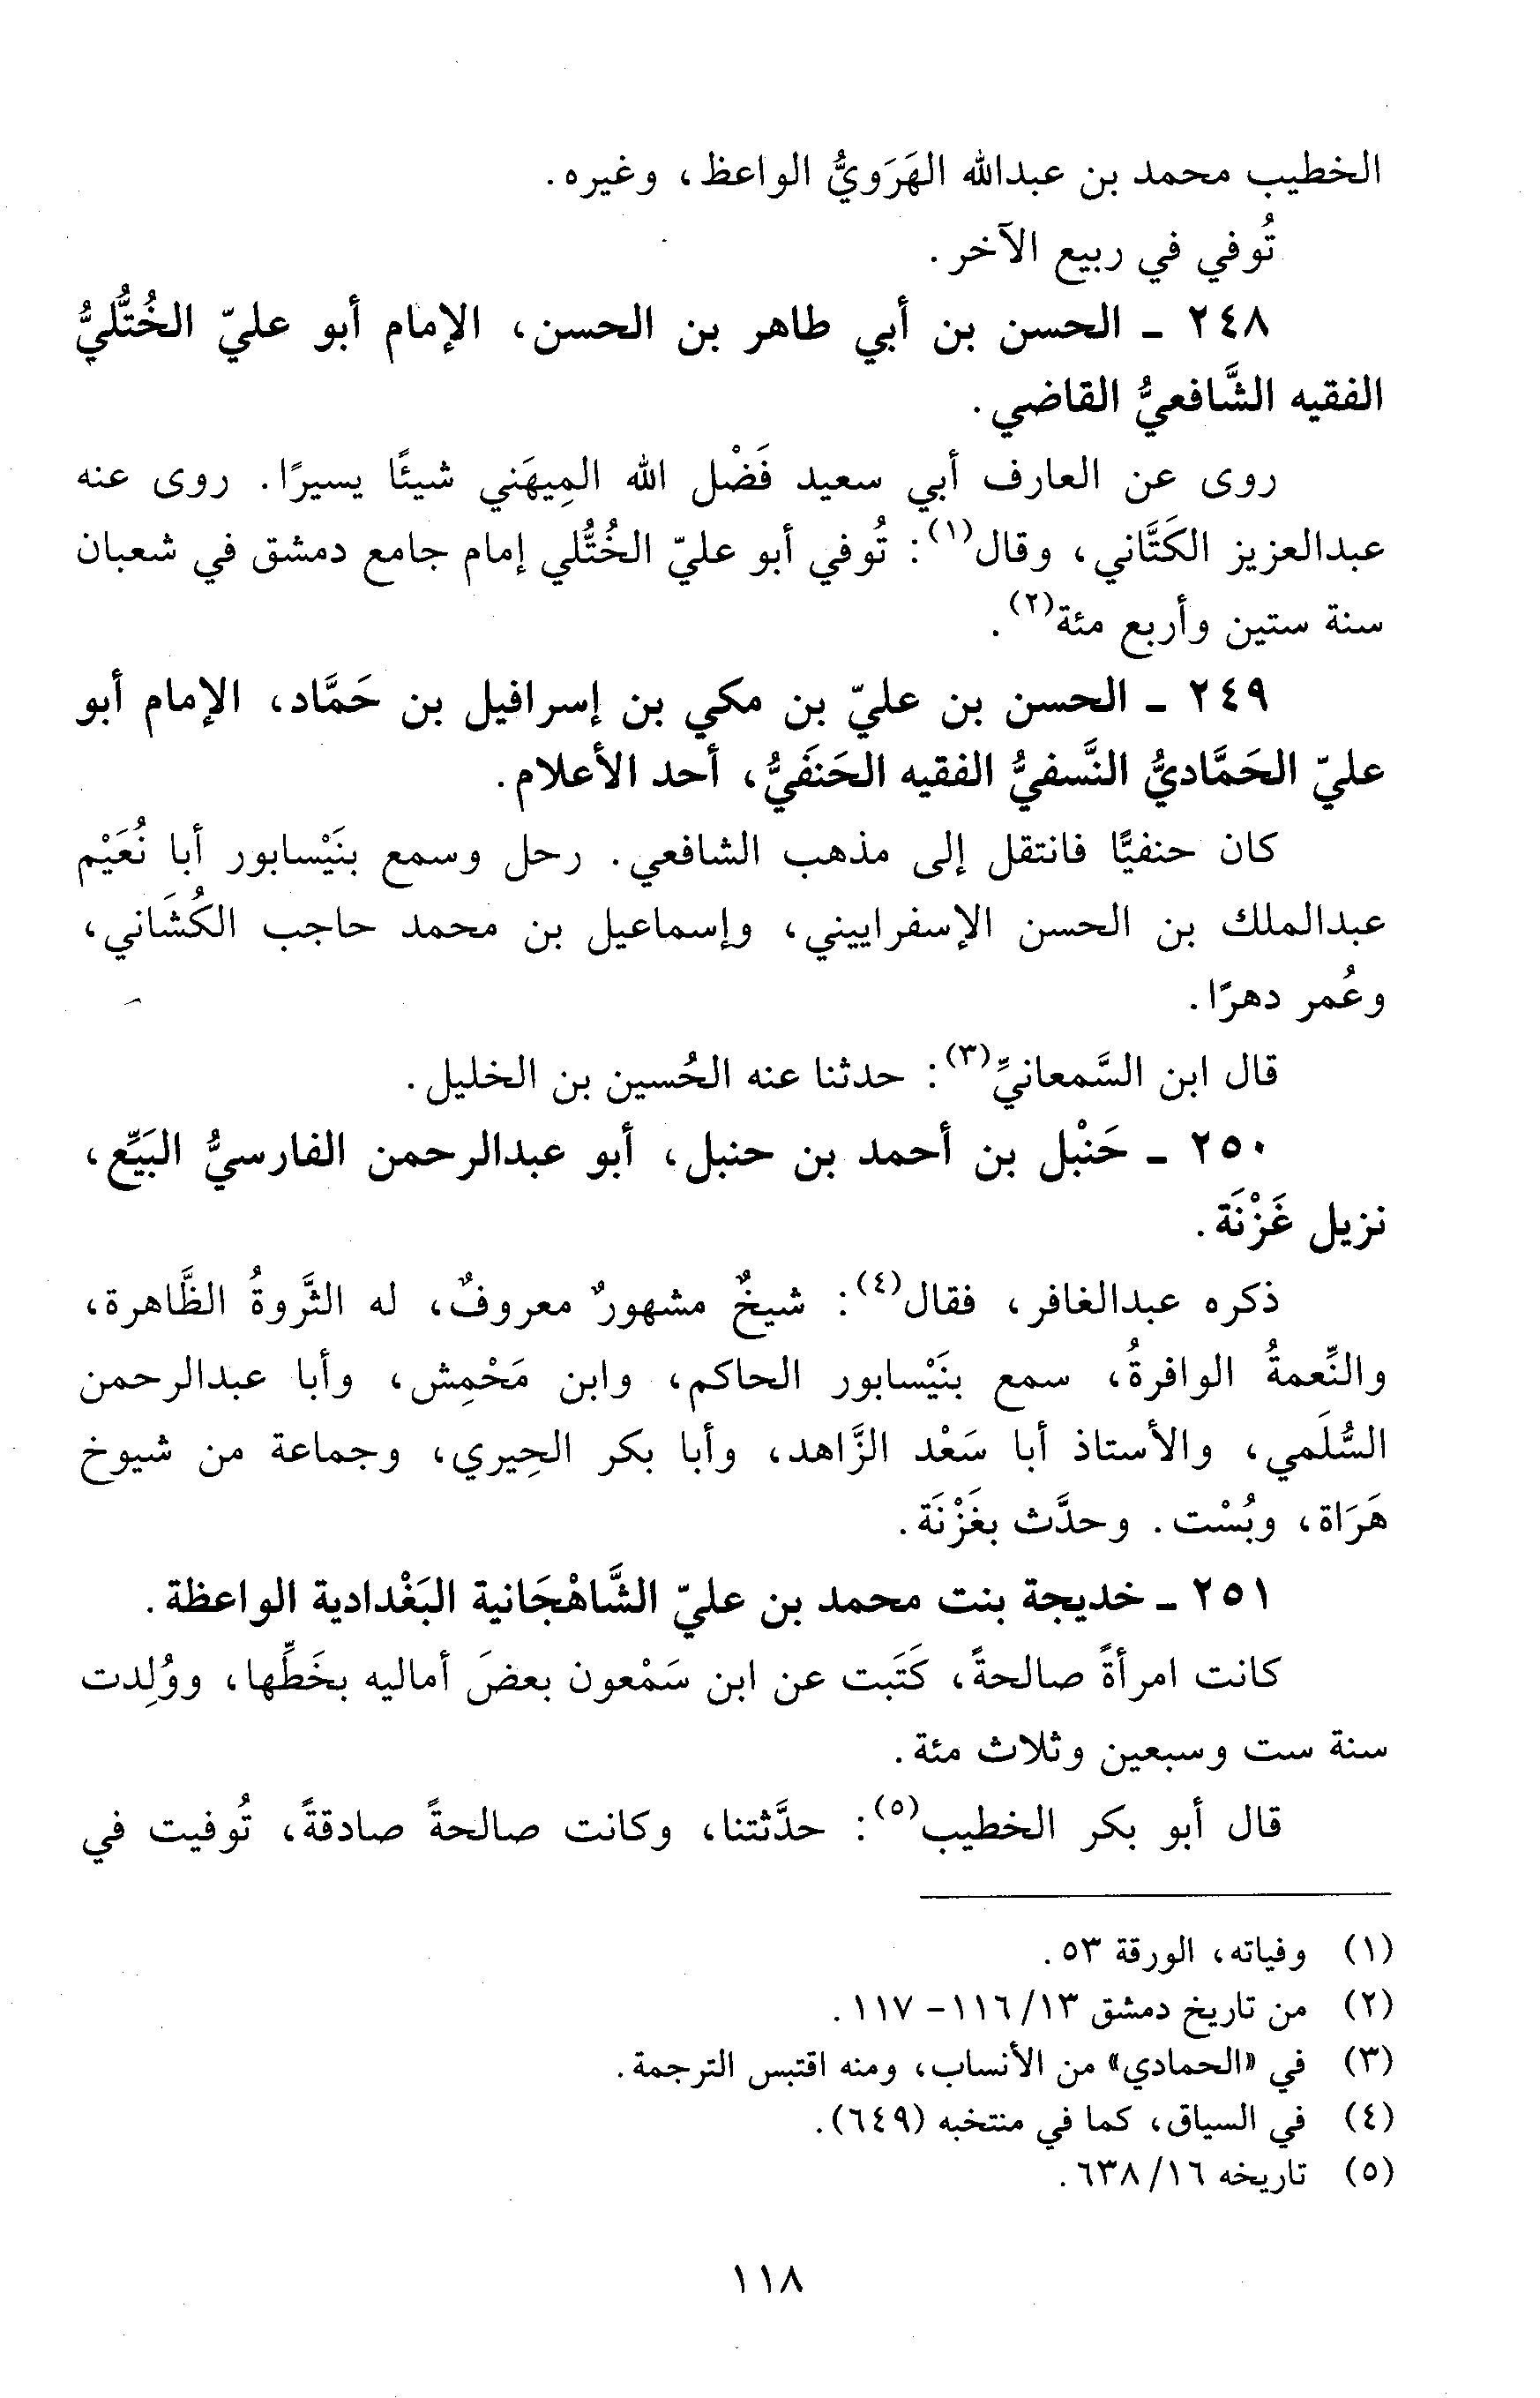 الخطيب محمد بن عبدالله الهَرَويُّ الواعظ، وغيره.
تُوفي في ربيع الآخر.
٢٤٨ - الحسن بن أبي طاهر بن الحسن، الإمام أبو عليّ الخُتُّليُّ
الفقيه الشَّافعيُّ القاضي.
روى عن العارف أبي سعيد فَضْل الله المِيهَني شيئًا يسيرًا. روى عنه
عبدالعزيز الكَتَّاني، وقال(١): تُوفي أبو عليّ الخُتُّلي إمام جامع دمشق في شعبان
سنة ستين وأربع مئة(٢).
٢٤٩ - الحسن بن عليّ بن مكي بن إسرافيل بن حَمَّاد، الإمام أبو
عليّ الحَمَّاديُّ النَّسفيُّ الفقيه الحَنفَيُّ، أحد الأعلام.
كان حنفيًّا فانتقل إلى مذهب الشافعي. رحل وسمع بنَيْسابور أبا نُعَيْم
عبدالملك بن الحسن الإسفراييني، وإسماعيل بن محمد حاجب الكُشَاني،
وعُمر دهرًا.
قال ابن السَّمعانيِّ(٣): حدثنا عنه الحُسين بن الخليل.
٢٥٠ - حَنْبل بن أحمد بن حنبل، أبو عبدالرحمن الفارسيُّ البَيِّع،
نزيل غَزْنَة.
ذكره عبدالغافر، فقال(٤): شيخٌ مشهورٌ معروفٌ، له الثَّروةُ الظَّاهرة،
والنِّعمةُ الوافرةُ، سمع بنَيْسابور الحاكم، وابن مَحْمِش، وأبا عبدالرحمن
السُّلَمي، والأستاذ أبا سَعْد الزَّاهد، وأبا بكر الحِيري، وجماعة من شيوخ
هَرَاة، وبُسْت. وحدَّث بغَزْنَة.
٢٥١ - خديجة بنت محمد بن عليّ الشَّاهْجَانية البَغْدادية الواعظة.
كانت امرأةً صالحةً، كَتَبت عن ابن سَمْعون بعضَ أماليه بخَطِّها، ووُلِدت
سنة ست وسبعين وثلاث مئة.
قال أبو بكر الخطيب(٥): حدَّثتنا، وكانت صالحةً صادقةً، تُوفيت في
(١) وفياته، الورقة ٥٣.
(٢) من تاريخ دمشق ١٣/ ١١٦- ١١٧.
(٣) في «الحمادي» من الأنساب، ومنه اقتبس الترجمة.
(٤) في السياق، كما في منتخبه (٦٤٩).
(٥) تاريخه ١٦/ ٦٣٨.
١١٨